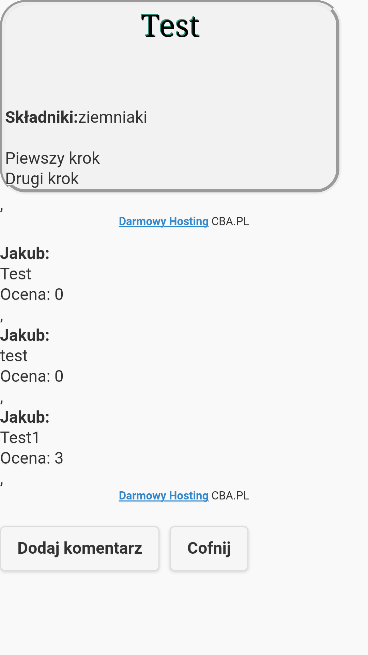 Test
Składniki:ziemniaki
Piewszy krok
Drugi krok
,
Darmowy Hosting CBA.PL
Jakub:
Test
Ocena: 0
,
Jakub:
test
Ocena: 0
,
Jakub:
Test1
Ocena: 3
,
Darmowy Hosting CBA.PL
Dodaj komentarz Cofnij